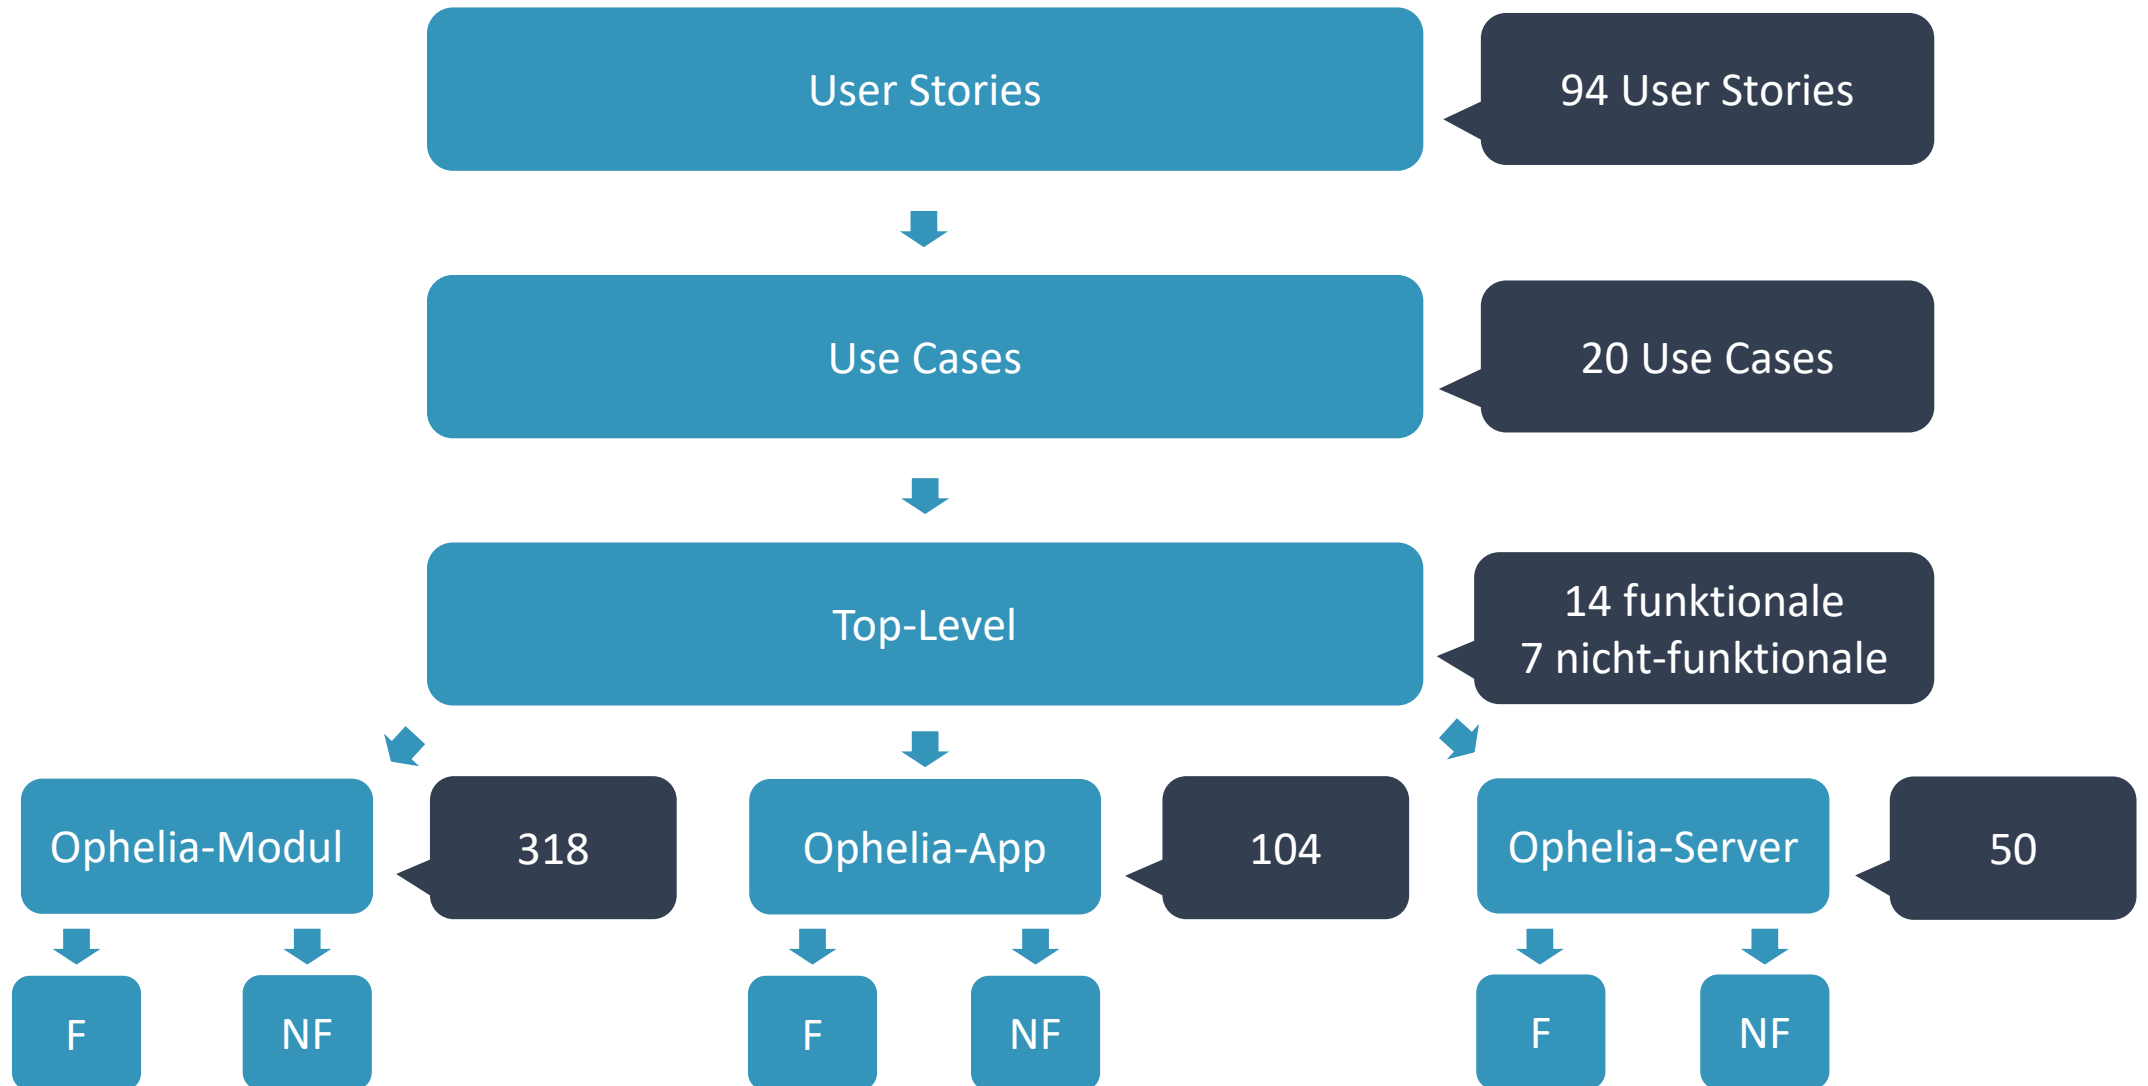 User Stories
94 User Stories
Use Cases
20 Use Cases
Top-Level
14 funktionale
7 nicht-funktionale
Ophelia-Modul
318
Ophelia-App
104
Ophelia-Server
50
F
NF
F
NF
F
NF